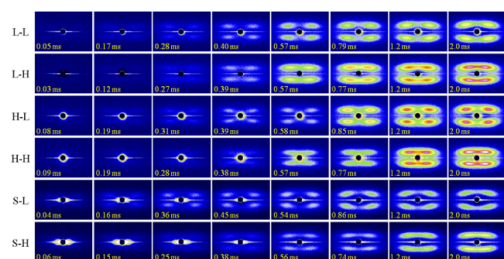 L-L
0.05 ms 0.17 ms 0.28 ms 0.40 ms 0.57 ms 0.79 ms 1.2 ms 2.0 ms
L-H
0.03 ms 0.12 ms 0.27 ms 0.39 ms 0.57 ms 0.77 ms 1.2 ms 2.0 ms
H-L
0.08 ms 0.19 ms 0.31 ms 0.39 ms 0.58 ms 0.85 ms 1.2 ms 2.0 ms
H-H
0.09 ms 0.19 ms 0.28 ms 0.38 ms 0.57 ms 0.77 ms 1.2 ms 2.0 ms
S-L
0.04 ms 0.16 ms 0.36 ms 0.45 ms 0.54 ms 0.86 ms 1.2 ms 2.0 ms
S-H
0.06 ms 0.15 ms 0.25 ms 0.38 ms 0.56 ms 0.74 ms 1.2 ms 2.0 ms